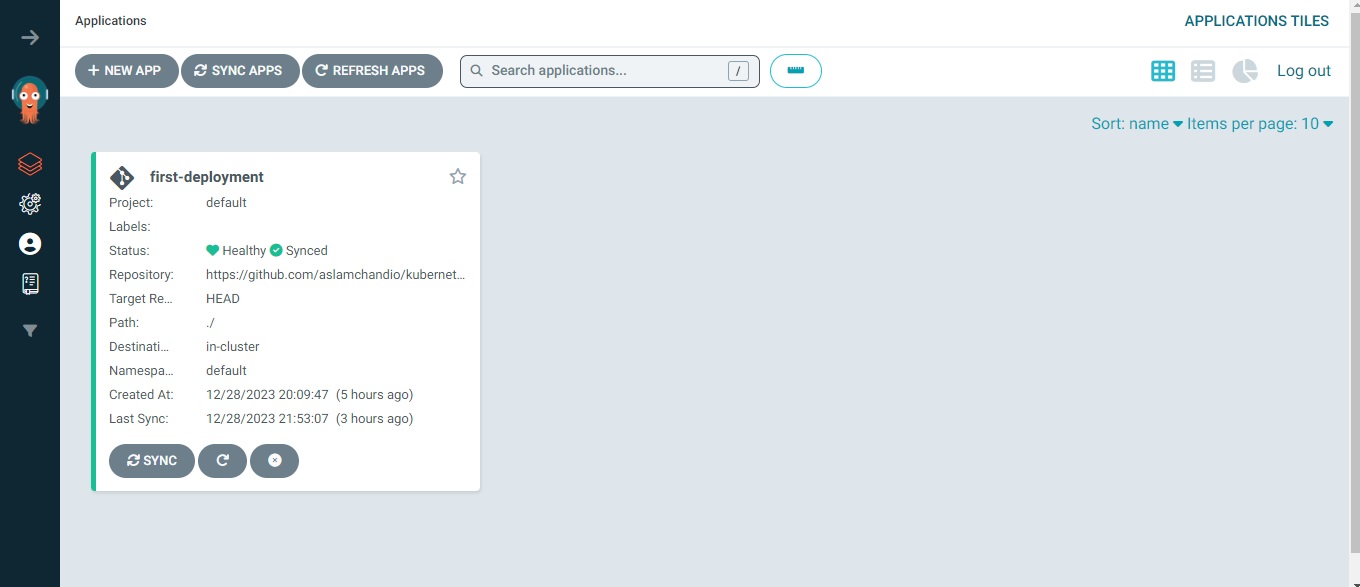 Applications
APPLICATIONS TILES
+ NEW APP SYNC APPS REFRESH APPS Search applications... / Log out
Sort: name Items per page: 10
first-deployment
Project: default
Labels:
Status: Healthy Synced
Repository: https://github.com/aslamchandio/kubernet...
Target Re... HEAD
Path: ./
Destinati... in-cluster
Namespa... default
Created At: 12/28/2023 20:09:47 (5 hours ago)
Last Sync: 12/28/2023 21:53:07 (3 hours ago)
SYNC